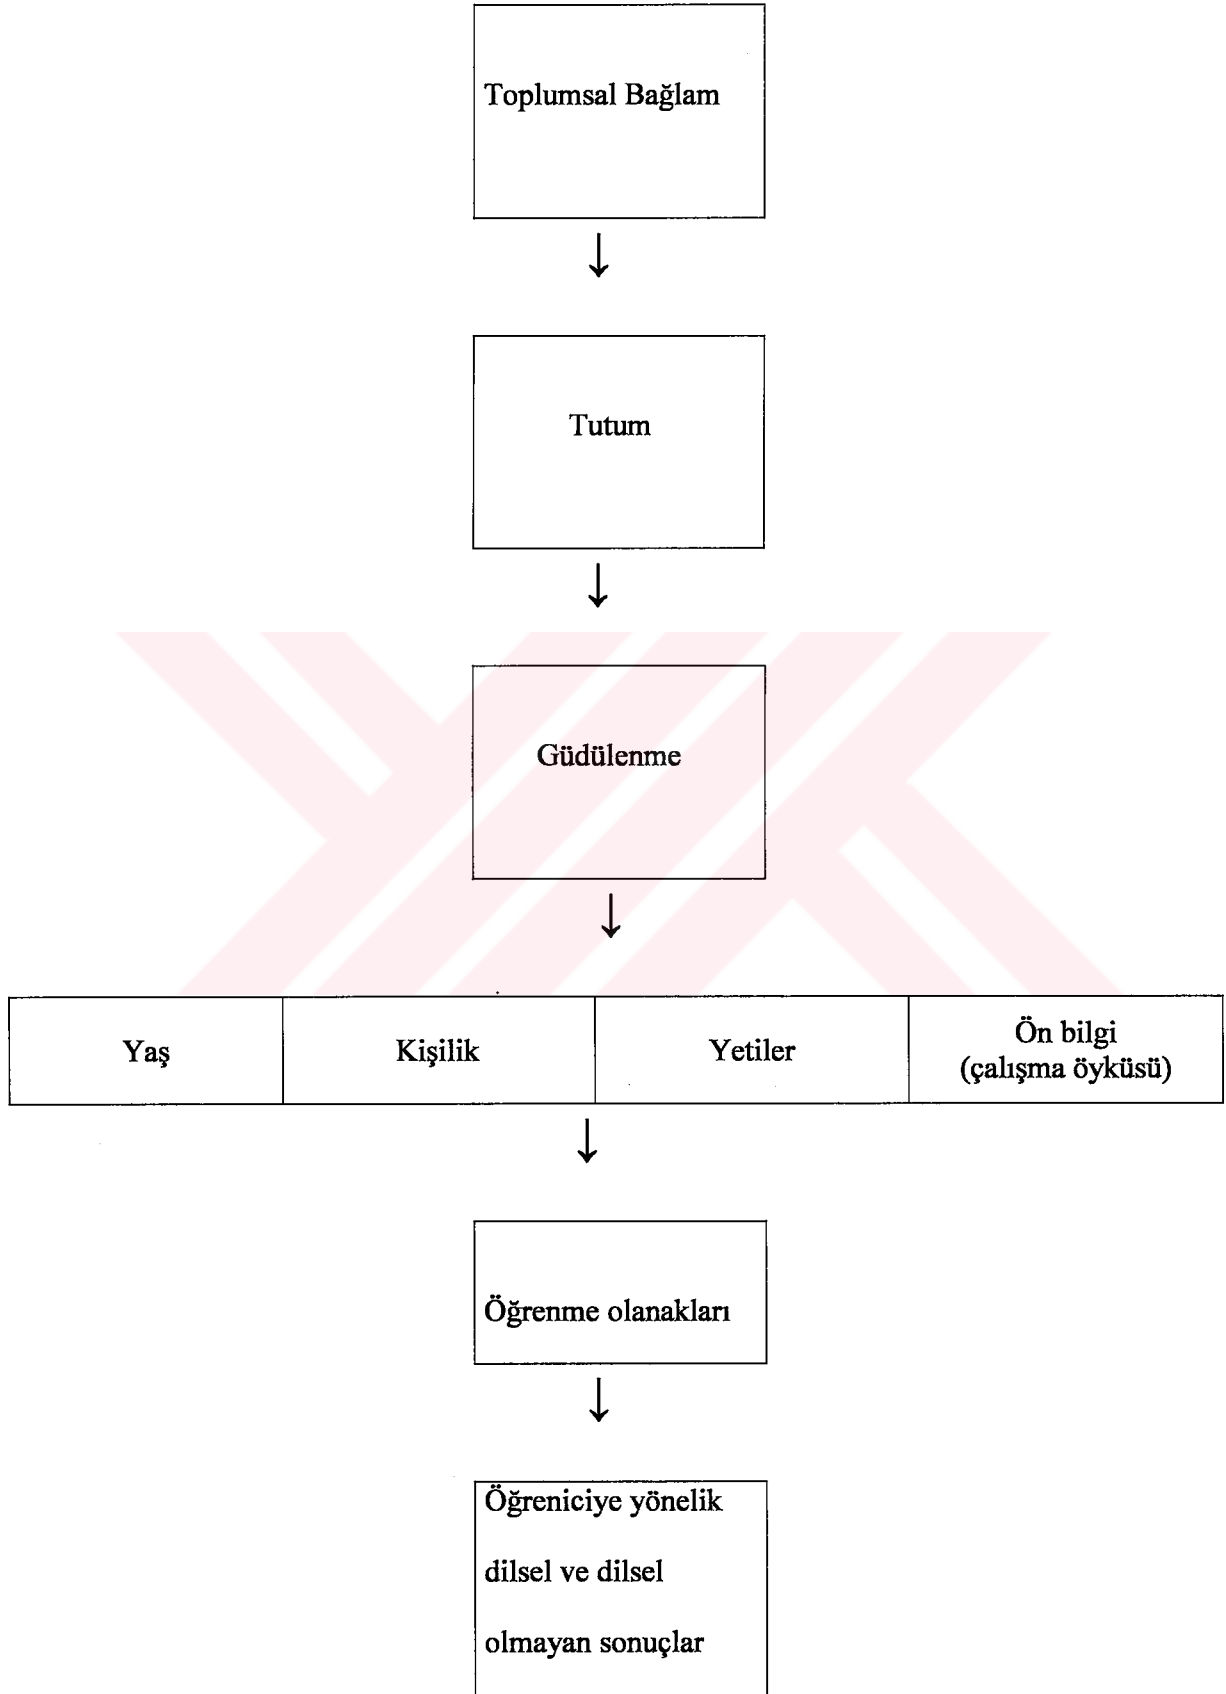 Toplumsal Bağlam
Tutum
Güdülenme
Yaş
Kişilik
Yetiler
Ön bilgi
(çalışma öyküsü)
Öğrenme olanakları
Öğreniciye yönelik
dilsel ve dilsel
olmayan sonuçlar